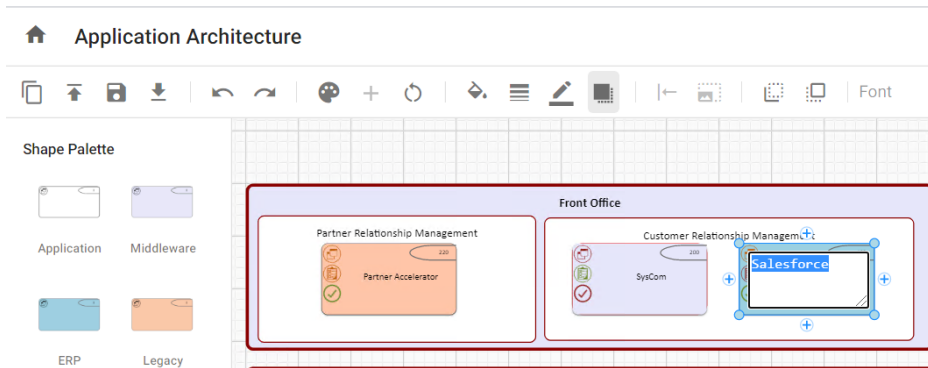 Application Architecture
Font
Shape Palette
Application
Middleware
ERP
Legacy
Front Office
Partner Relationship Management
220
Partner Accelerator
Customer Relationship Management
200
SysCom
Salesforce